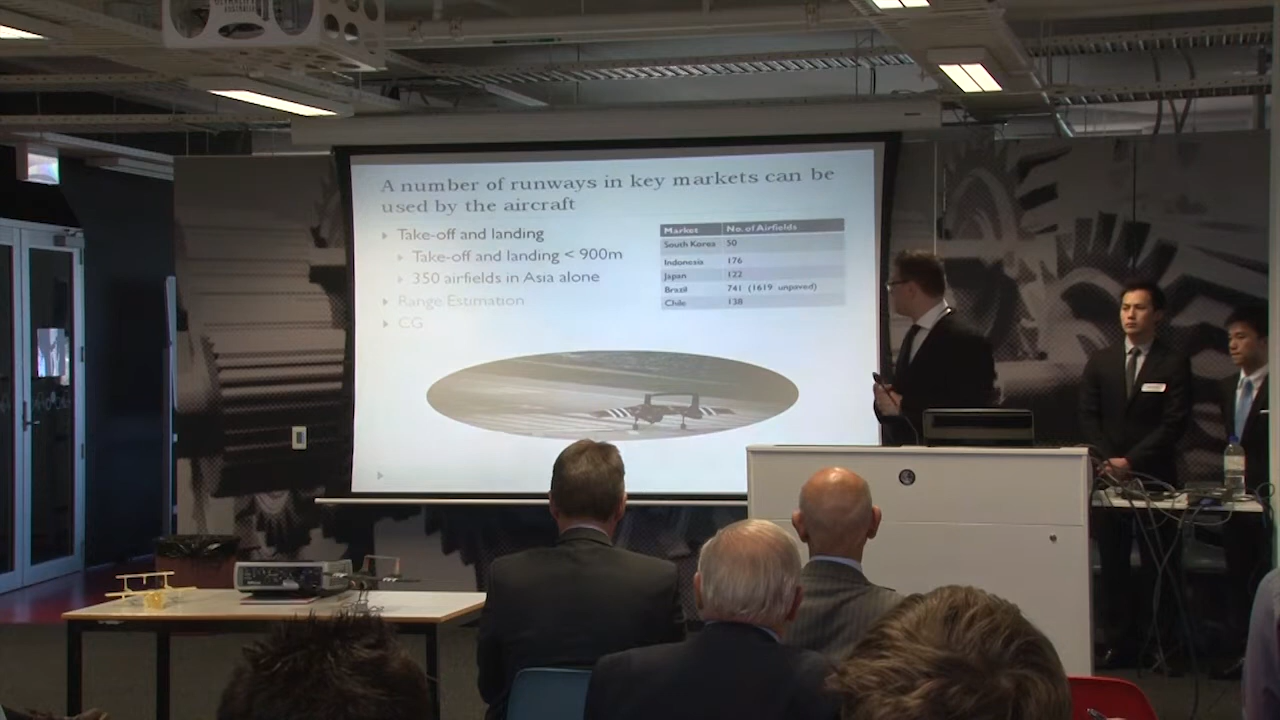 A number of runways in key markets can be
used by the aircraft
Take-off and landing
Take-off and landing < 900m
350 airfields in Asia alone
Range Estimation
CG
Market No. of Airfields
South Korea 50
Indonesia 176
Japan 122
Brazil 741 (1619 unpaved)
Chile 138